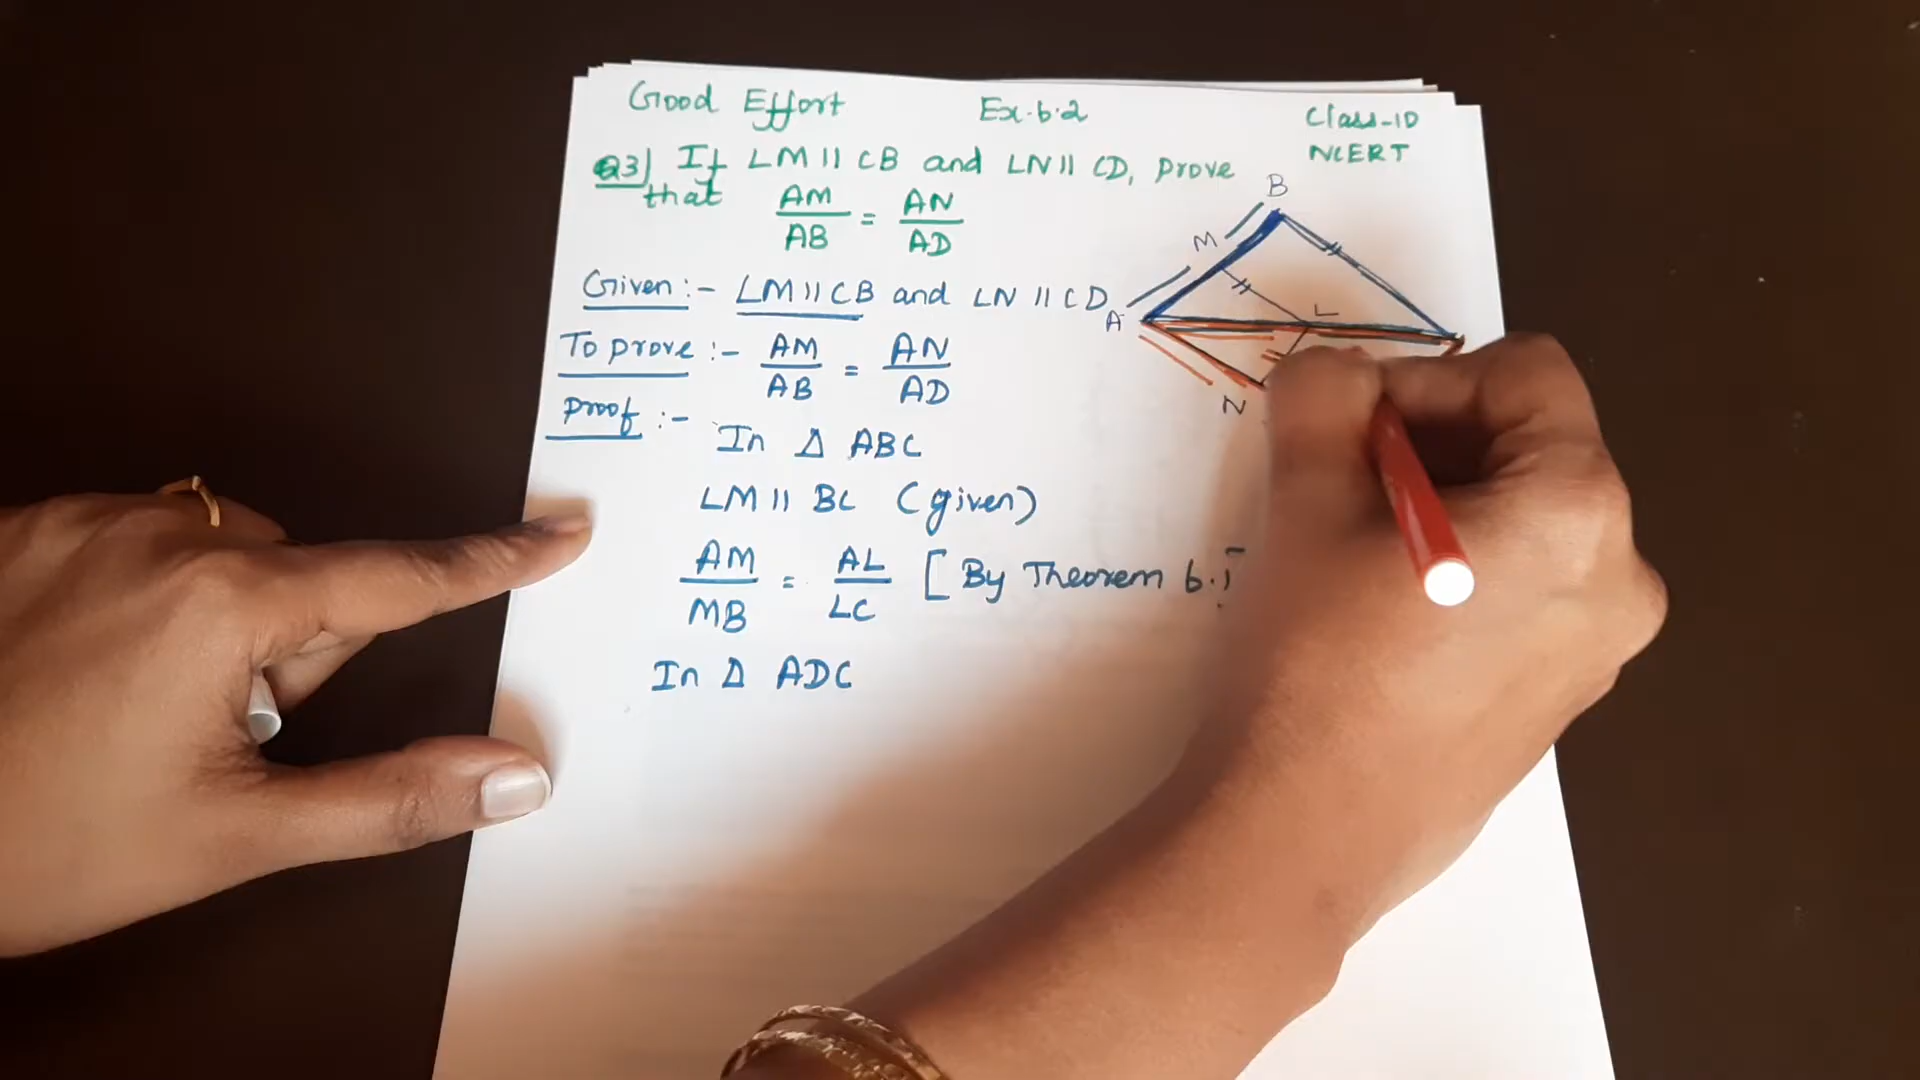 Good Effort Ex.6.2 Class-10
NCERT
Q3) If LM || CB and LN || CD, prove
that AM/AB = AN/AD
Given:- LM || CB and LN || CD
To prove:- AM/AB = AN/AD
Proof:-
In Δ ABC
LM || BC (given)
AM/MB = AL/LC [By Theorem 6.1
In Δ ADC
B
M
L
A
N